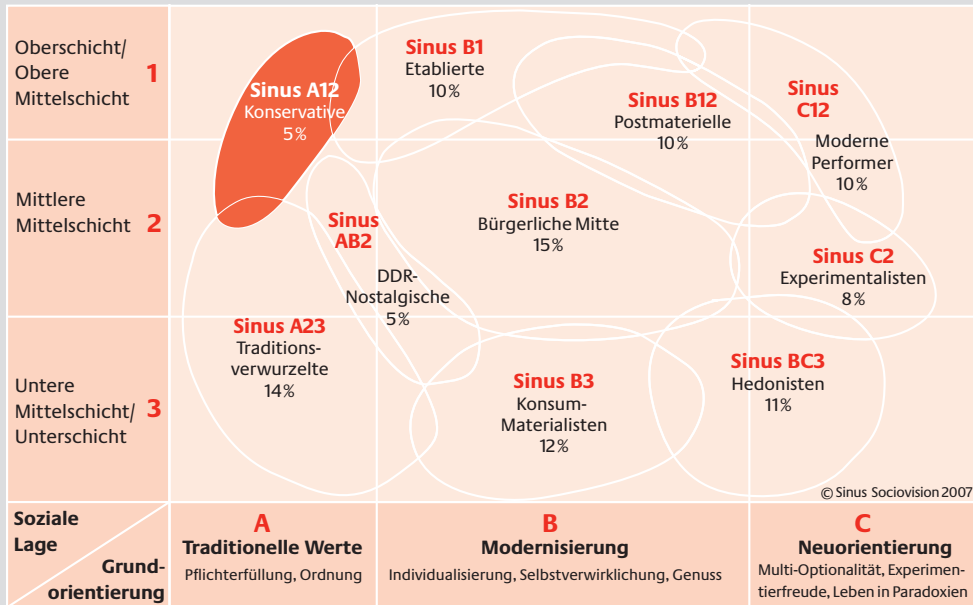 Oberschicht/
Obere
Mittelschicht
1
Sinus A12
Konservative
5%
Sinus B1
Etablierte
10%
Sinus B12
Postmaterielle
10%
Sinus
C12
Moderne
Performer
10%
Mittlere
Mittelschicht
2
Sinus
AB2
DDR-
Nostalgische
5%
Sinus B2
Bürgerliche Mitte
15%
Sinus C2
Experimentalisten
8%
Untere
Mittelschicht/
Unterschicht
3
Sinus A23
Traditions-
verwurzelte
14%
Sinus B3
Konsum-
Materialisten
12%
Sinus BC3
Hedonisten
11%
© Sinus Sociovision 2007
Soziale
Lage
Grund-
orientierung
A
Traditionelle Werte
Pflichterfüllung, Ordnung
B
Modernisierung
Individualisierung, Selbstverwirklichung, Genuss
C
Neuorientierung
Multi-Optionalität, Experimen-
tierfreude, Leben in Paradoxien